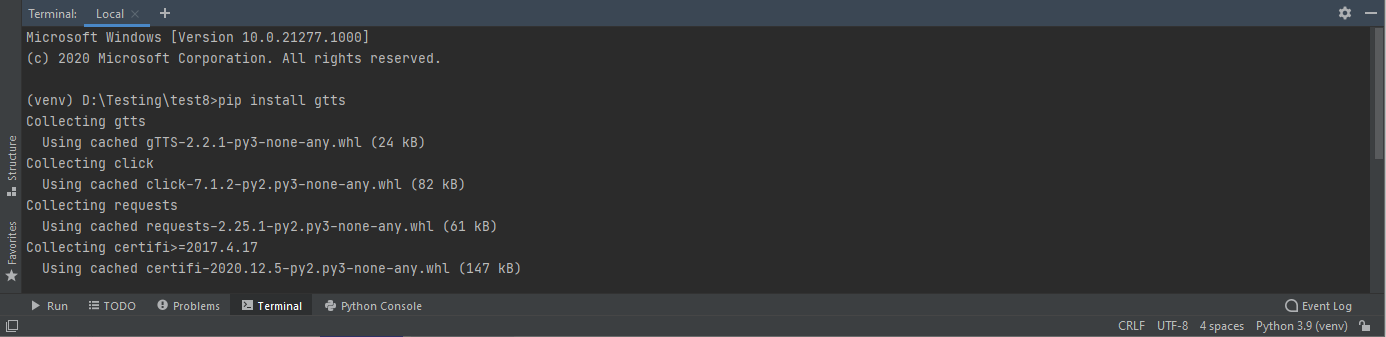 Terminal: Local × +
Microsoft Windows [Version 10.0.21277.1000]
(c) 2020 Microsoft Corporation. All rights reserved.
(venv) D:\Testing\test8>pip install gtts
Collecting gtts
Using cached gTTS-2.2.1-py3-none-any.whl (24 kB)
Collecting click
Using cached click-7.1.2-py2.py3-none-any.whl (82 kB)
Collecting requests
Using cached requests-2.25.1-py2.py3-none-any.whl (61 kB)
Collecting certifi>=2017.4.17
Using cached certifi-2020.12.5-py2.py3-none-any.whl (147 kB)
Structure
Favorites
Run TODO Problems Terminal Python Console Event Log
CRLF UTF-8 4 spaces Python 3.9 (venv)